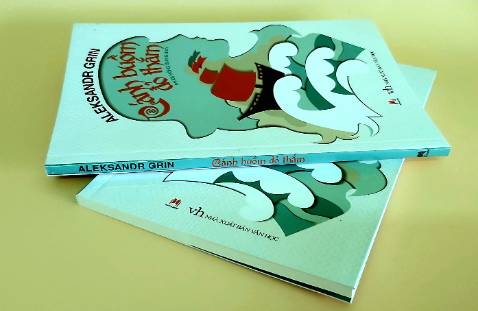 ALEKSANDR GRIN
Cánh buồm
đỏ thắm
ALEKSANDR GRIN
Cánh buồm đỏ thắm
vh NHÀ XUẤT BẢN VĂN HỌC